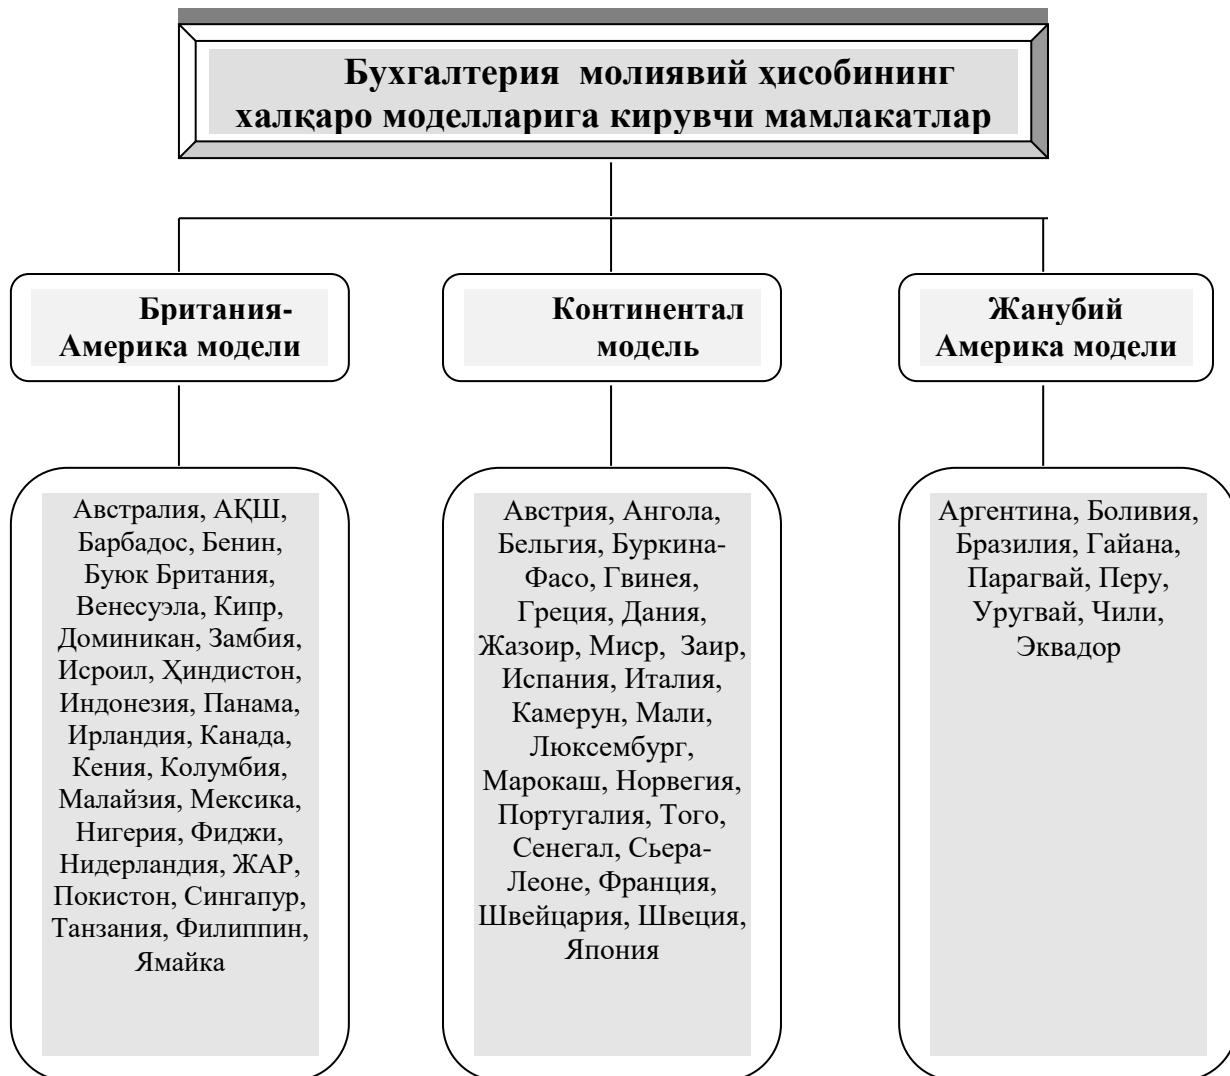 Бухгалтерия молиявий ҳисобининг
халқаро моделларига кирувчи мамлакатлар
Британия-
Америка модели
Континентал
модель
Жанубий
Америка модели
Австралия, АҚШ,
Барбадос, Бенин,
Буюк Британия,
Венесуэла, Кипр,
Доминикан, Замбия,
Исроил, Ҳиндистон,
Индонезия, Панама,
Ирландия, Канада,
Кения, Колумбия,
Малайзия, Мексика,
Нигерия, Фиджи,
Нидерландия, ЖАР,
Покистон, Сингапур,
Танзания, Филиппин,
Ямайка
Австрия, Ангола,
Бельгия, Буркина-
Фасо, Гвинея,
Греция, Дания,
Жазоир, Миср, Заир,
Испания, Италия,
Камерун, Мали,
Люксембург,
Марокаш, Норвегия,
Португалия, Того,
Сенегал, Сьера-
Леоне, Франция,
Швейцария, Швеция,
Япония
Аргентина, Боливия,
Бразилия, Гайана,
Парагвай, Перу,
Уругвай, Чили,
Эквадор